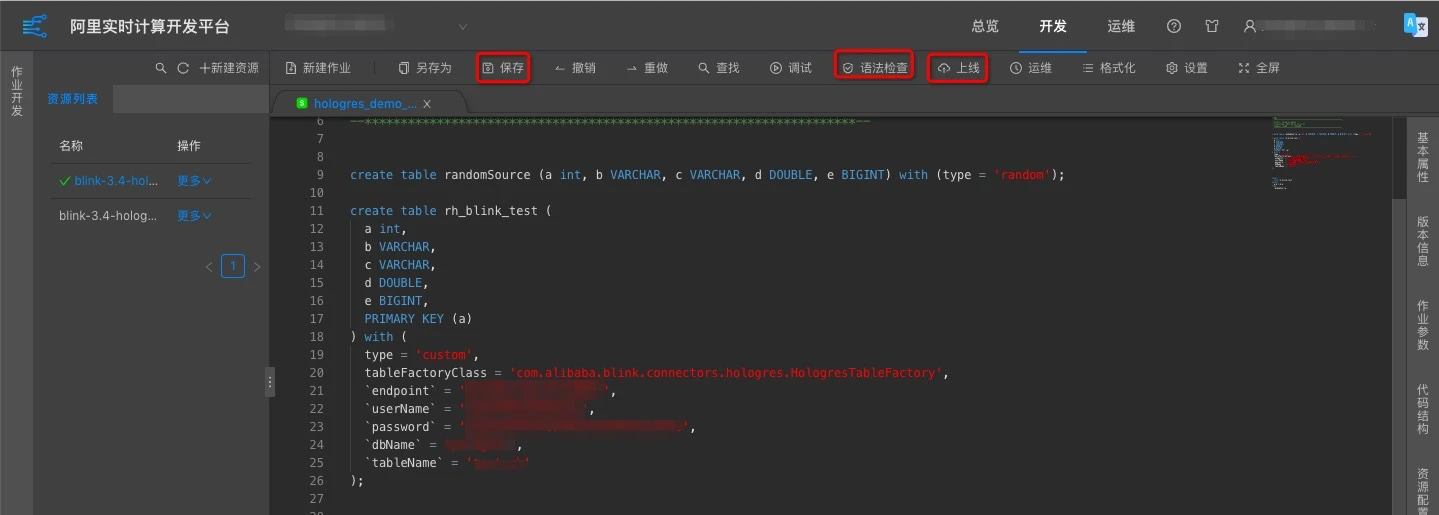 阿里实时计算开发平台
总览
开发
运维
A 文
作业开发
新建资源
新建作业
另存为
保存
撤销
重做
查找
调试
语法检查
上线
运维
格式化
设置
全屏
资源列表
S hologres_demo_... X
名称 操作
blink-3.4-hol... 更多
blink-3.4-holog... 更多
< 1 >
6 --********************************************************************--
7
8
9 create table randomSource (a int, b VARCHAR, c VARCHAR, d DOUBLE, e BIGINT) with (type = 'random');
10
11 create table rh_blink_test (
12 a int,
13 b VARCHAR,
14 c VARCHAR,
15 d DOUBLE,
16 e BIGINT,
17 PRIMARY KEY (a)
18 ) with (
19 type = 'custom',
20 tableFactoryClass = 'com.alibaba.blink.connectors.hologres.HologresTableFactory',
21 `endpoint` = '',
22 `userName` = ',
23 `password` = '',
24 `dbName` = ,
25 `tableName` = ''
26 );
27
28
基本属性
版本信息
作业参数
代码结构
资源配置